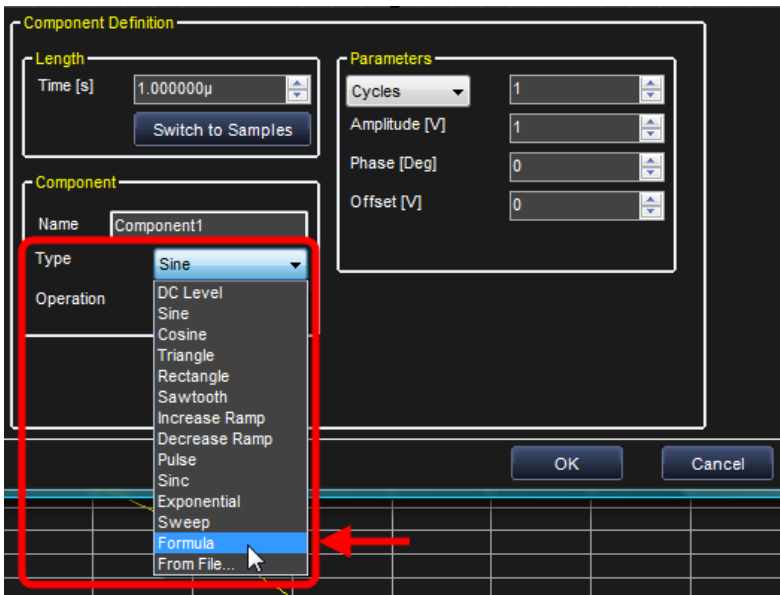 Component Definition
Length
Time [s] 1.000000µ
Switch to Samples
Parameters
Cycles 1
Amplitude [V] 1
Phase [Deg] 0
Offset [V] 0
Component
Name Component1
Type Sine
Operation
DC Level
Sine
Cosine
Triangle
Rectangle
Sawtooth
Increase Ramp
Decrease Ramp
Pulse
Sinc
Exponential
Sweep
Formula
From File...
OK Cancel